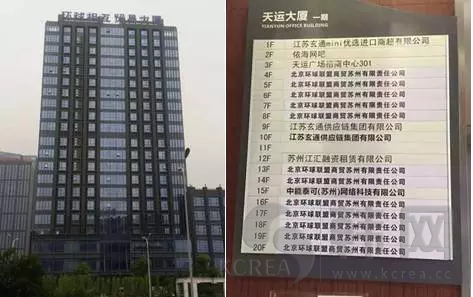 天运大厦 一期
TIANYUN·OFFICE BUILDING
1F 江苏玄通mini优选进口商超有限公司
2F 依海网吧
3F 天运广场招商中心301
4F 北京环球联盟商贸苏州有限责任公司
5F 北京环球联盟商贸苏州有限责任公司
6F 北京环球联盟商贸苏州有限责任公司
7F 北京环球联盟商贸苏州有限责任公司
8F 北京环球联盟商贸苏州有限责任公司
9F 江苏玄通供应链集团有限公司
10F 江苏玄通供应链集团有限公司
11F
12F 苏州江汇融资租赁有限公司
13F 北京环球联盟商贸苏州有限责任公司
14F 北京环球联盟商贸苏州有限责任公司
15F 中能泰可(苏州)网络科技有限公司
16F 北京环球联盟商贸苏州有限责任公司
17F 北京环球联盟商贸苏州有限责任公司
18F 北京环球联盟商贸苏州有限责任公司
19F 北京环球联盟商贸苏州有限责任公司
20F 北京环球联盟商贸苏州有限责任公司
KCREA
网
www.kcrea.cc